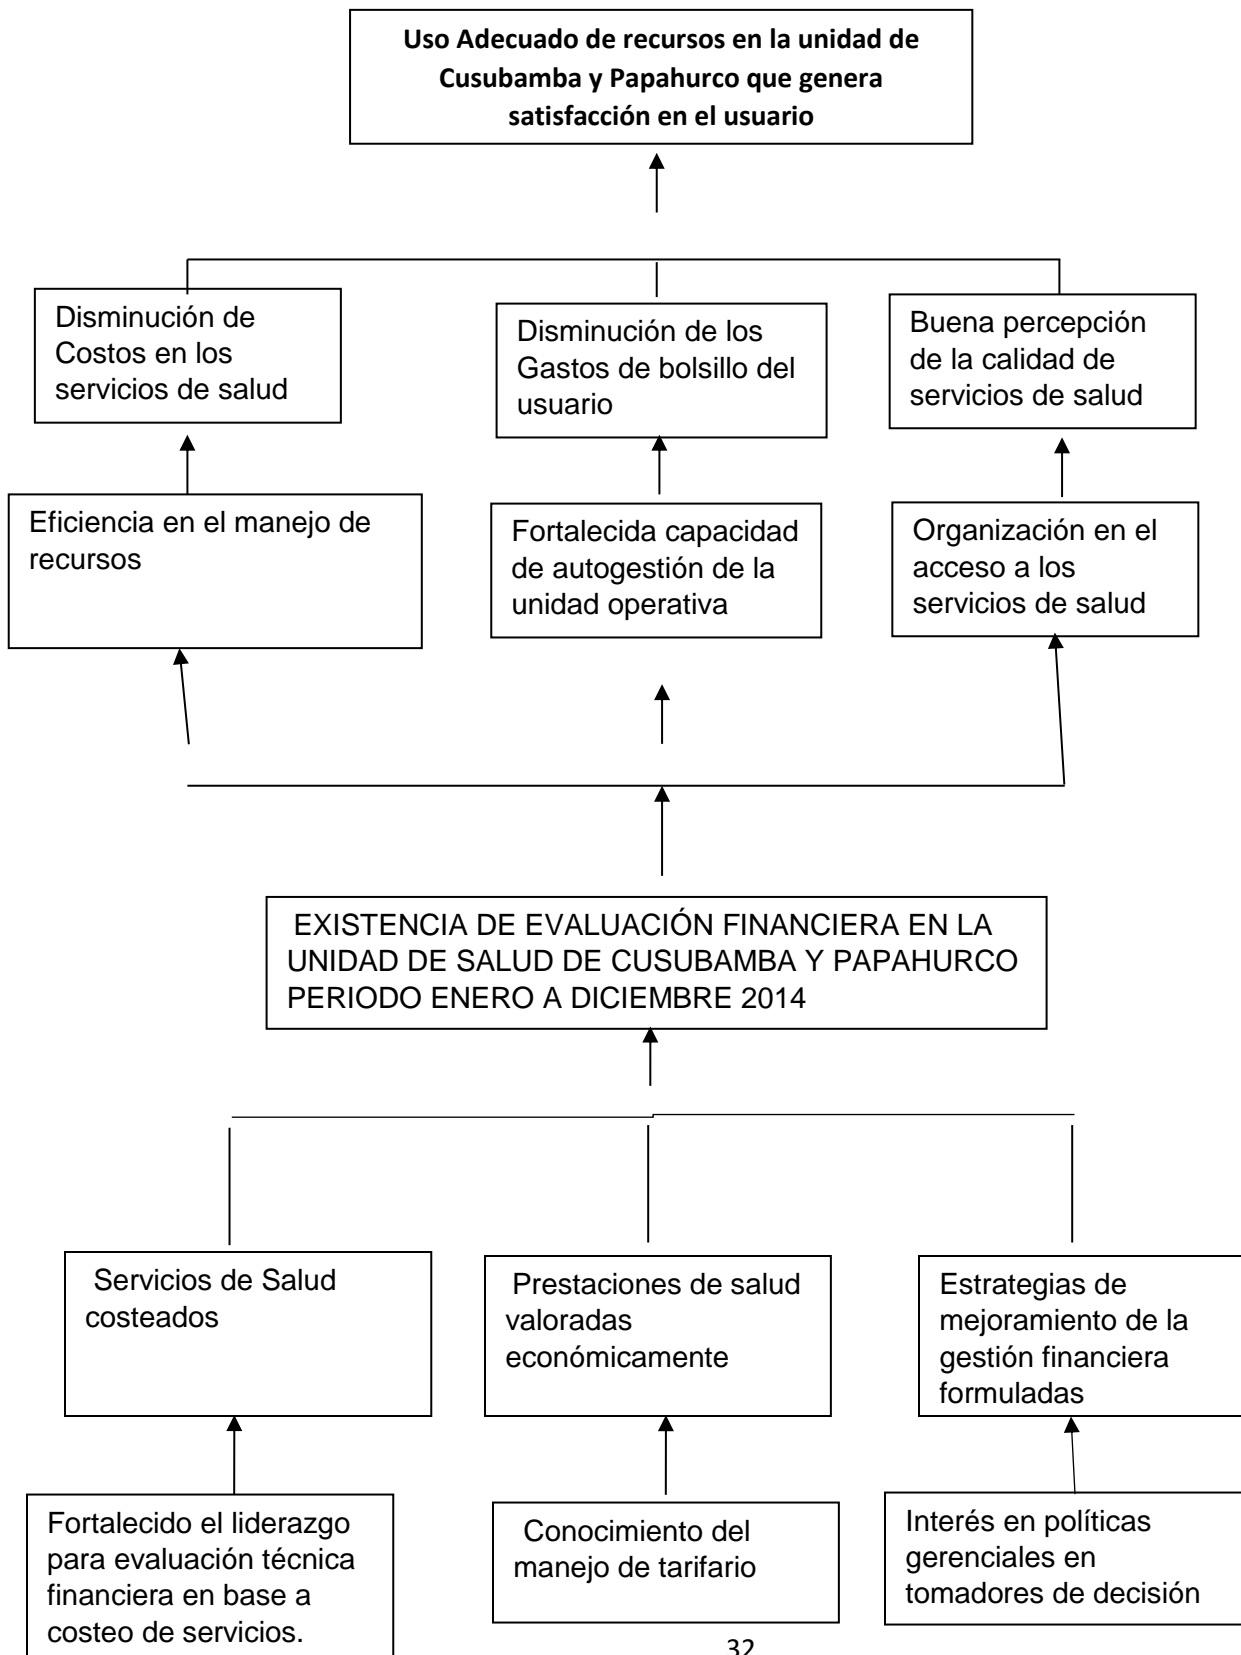 Uso Adecuado de recursos en la unidad de
Cusubamba y Papahurco que genera
satisfacción en el usuario
Disminución de
Costos en los
servicios de salud
Disminución de los
Gastos de bolsillo del
usuario
Buena percepción
de la calidad de
servicios de salud
Eficiencia en el manejo de
recursos
Fortalecida capacidad
de autogestión de la
unidad operativa
Organización en el
acceso a los
servicios de salud
EXISTENCIA DE EVALUACIÓN FINANCIERA EN LA
UNIDAD DE SALUD DE CUSUBAMBA Y PAPAHURCO
PERIODO ENERO A DICIEMBRE 2014
Servicios de Salud
costeados
Prestaciones de salud
valoradas
económicamente
Estrategias de
mejoramiento de la
gestión financiera
formuladas
Fortalecido el liderazgo
para evaluación técnica
financiera en base a
costeo de servicios.
Conocimiento del
manejo de tarifario
Interés en políticas
gerenciales en
tomadores de decisión
32